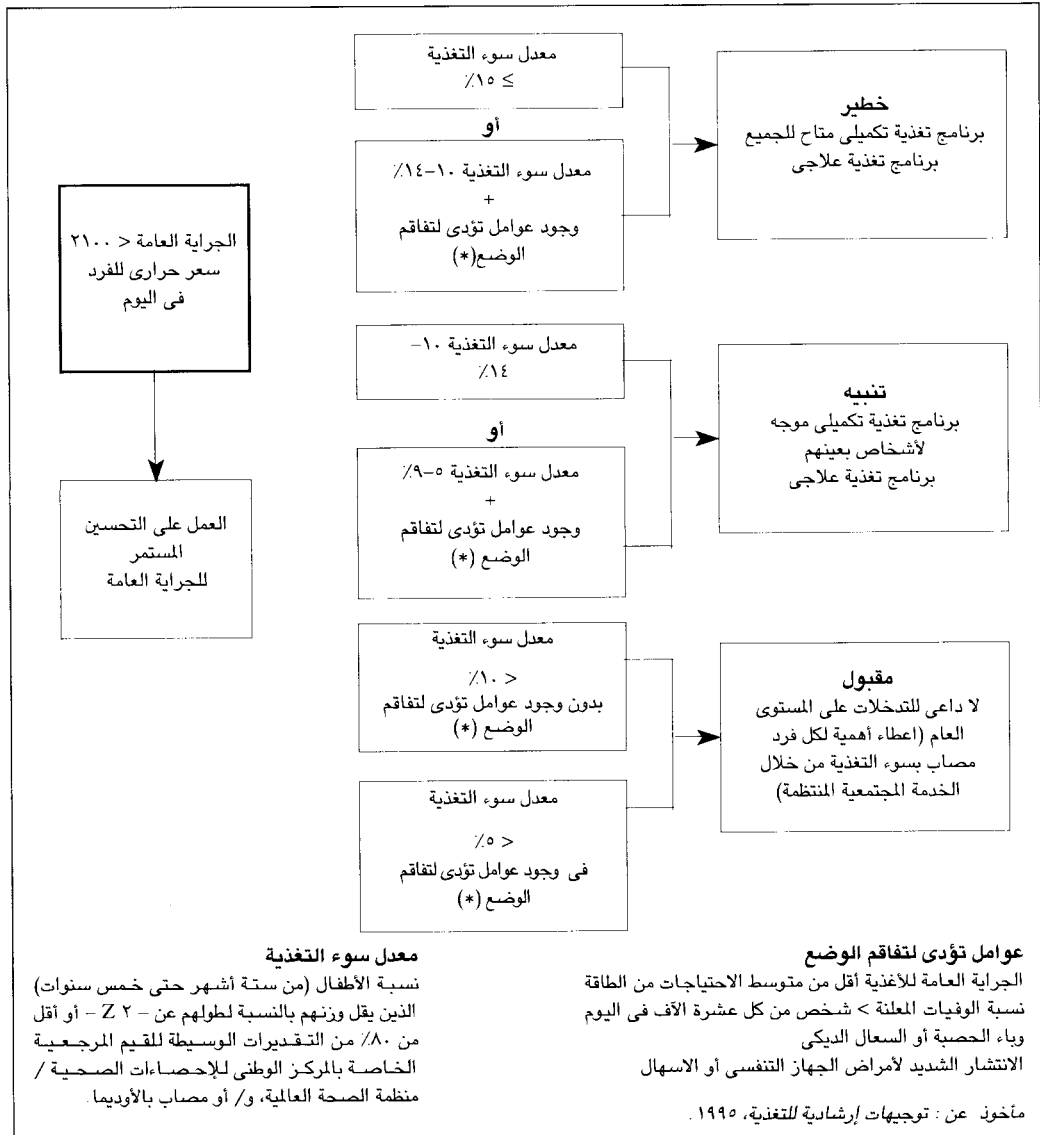 معدل سوء التغذية
≥ ١٥٪
أو
معدل سوء التغذية ١٠-١٤٪
+
وجود عوامل تؤدى لتفاقم
الوضع(*)
خطير
برنامج تغذية تكميلى متاح للجميع
برنامج تغذية علاجى
الجراية العامة < ٢١٠٠
سعر حرارى للفرد
فى اليوم
العمل على التحسين
المستمر
للجراية العامة
معدل سوء التغذية ١٠-
١٤٪
أو
معدل سوء التغذية ٥-٩٪
+
وجود عوامل تؤدى لتفاقم
الوضع (*)
تنبيه
برنامج تغذية تكميلى موجه
لأشخاص بعينهم
برنامج تغذية علاجى
معدل سوء التغذية
< ١٠٪
بدون وجود عوامل تؤدى لتفاقم
الوضع (*)
معدل سوء التغذية
< ٥٪
فى وجود عوامل تؤدى لتفاقم
الوضع (*)
مقبول
لا داعى للتدخلات على المستوى
العام (اعطاء أهمية لكل فرد
مصاب بسوء التغذية من خلال
الخدمة المجتمعية المنتظمة)
عوامل تؤدى لتفاقم الوضع
الجراية العامة للأغذية أقل من متوسط الاحتياجات من الطاقة
نسبة الوفيات المعلنة > شخص من كل عشرة الآف فى اليوم
وباء الحصبة أو السعال الديكى
الانتشار الشديد لأمراض الجهاز التنفسى أو الاسهال
مأخوذ عن : توجيهات إرشادية للتغذية، ١٩٩٥ .
معدل سوء التغذية
نسبة الأطفال (من ستة أشهر حتى خمس سنوات)
الذين يقل وزنهم بالنسبة لطولهم عن – ٢ Z – أو أقل
من ٨٠٪ من التقديرات الوسيطة للقيم المرجعية
الخاصة بالمركز الوطنى للإحصاءات الصحية /
منظمة الصحة العالمية، و/ أو مصاب بالأوديما .